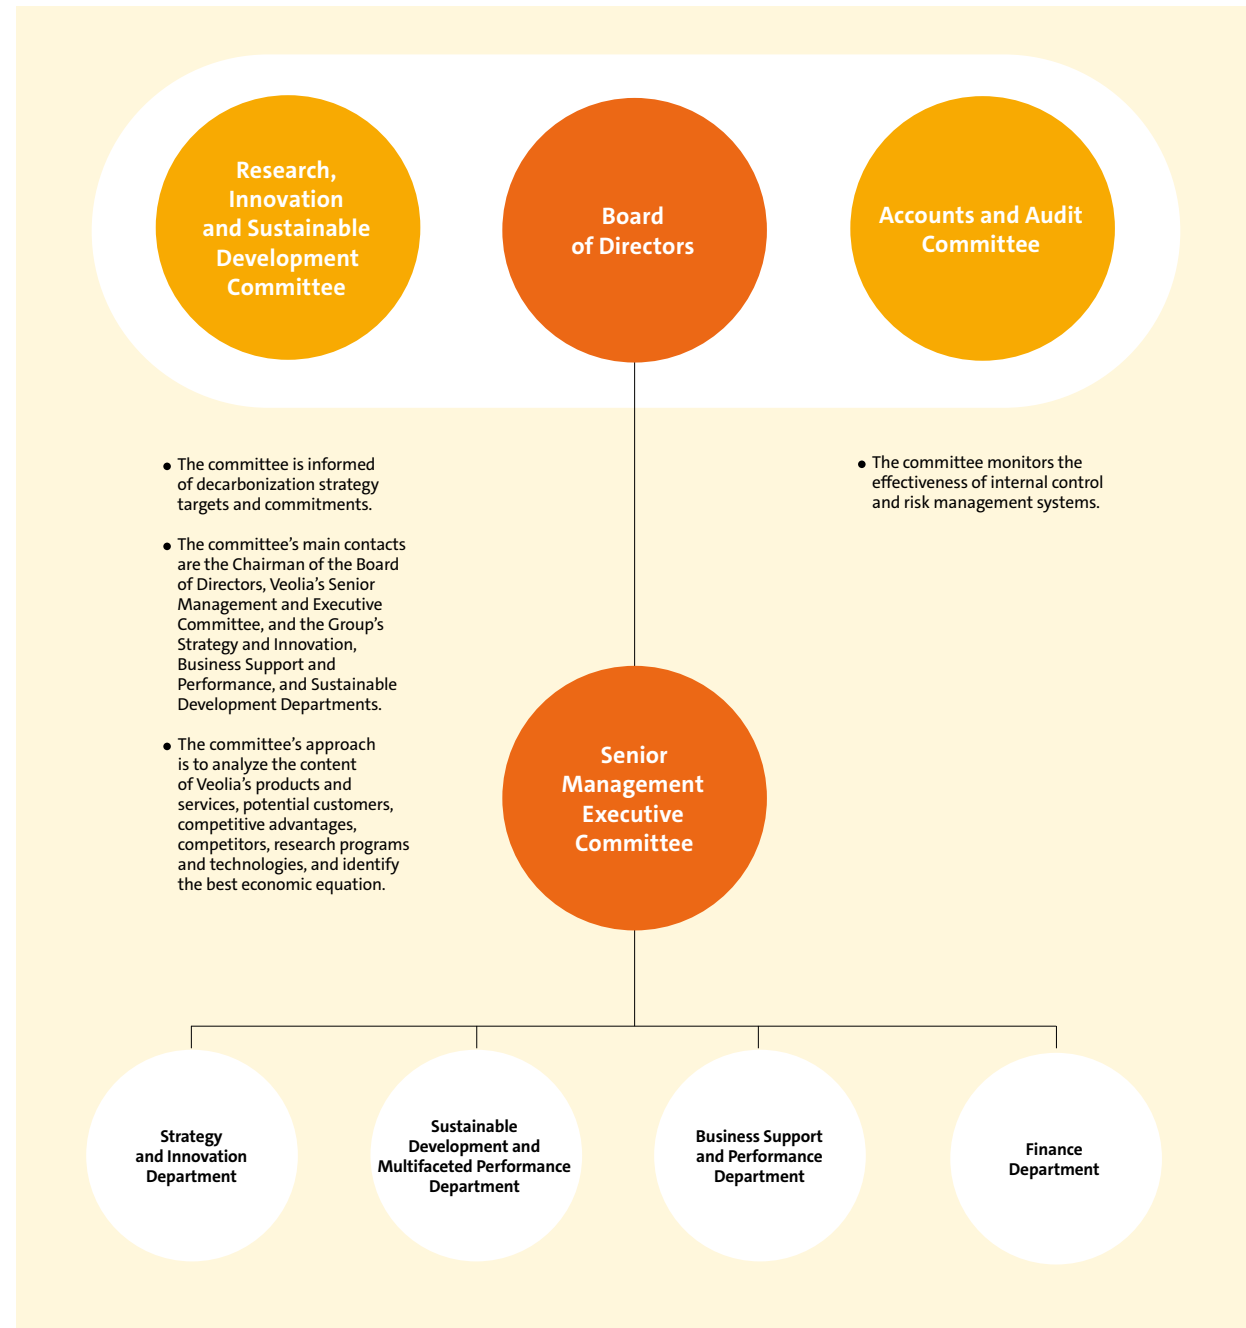 Research,
Innovation
and Sustainable
Development
Committee
Board
of Directors
Accounts and Audit
Committee
● The committee is informed
of decarbonization strategy
targets and commitments.
● The committee’s main contacts
are the Chairman of the Board
of Directors, Veolia’s Senior
Management and Executive
Committee, and the Group’s
Strategy and Innovation,
Business Support and
Performance, and Sustainable
Development Departments.
● The committee’s approach
is to analyze the content
of Veolia’s products and
services, potential customers,
competitive advantages,
competitors, research programs
and technologies, and identify
the best economic equation.
● The committee monitors the
effectiveness of internal control
and risk management systems.
Senior
Management
Executive
Committee
Strategy
and Innovation
Department
Sustainable
Development and
Multifaceted Performance
Department
Business Support
and Performance
Department
Finance
Department